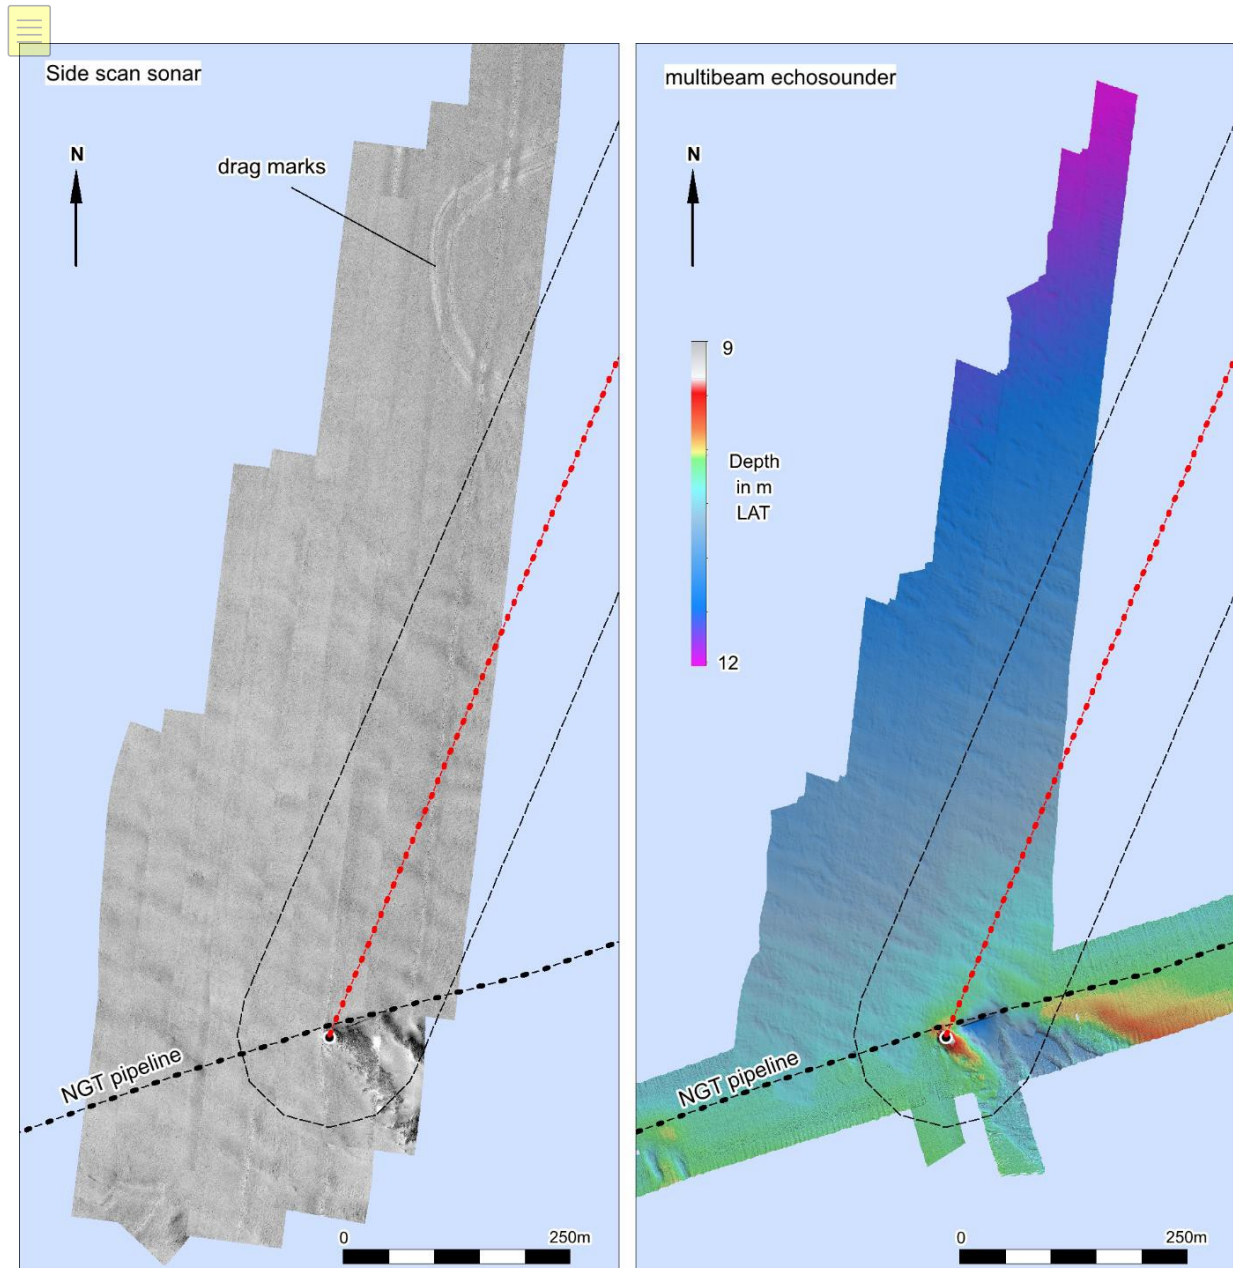 Side scan sonar
N
drag marks
NGT pipeline
0 250m
multibeam echosounder
N
9
Depth
in m
LAT
12
NGT pipeline
0 250m